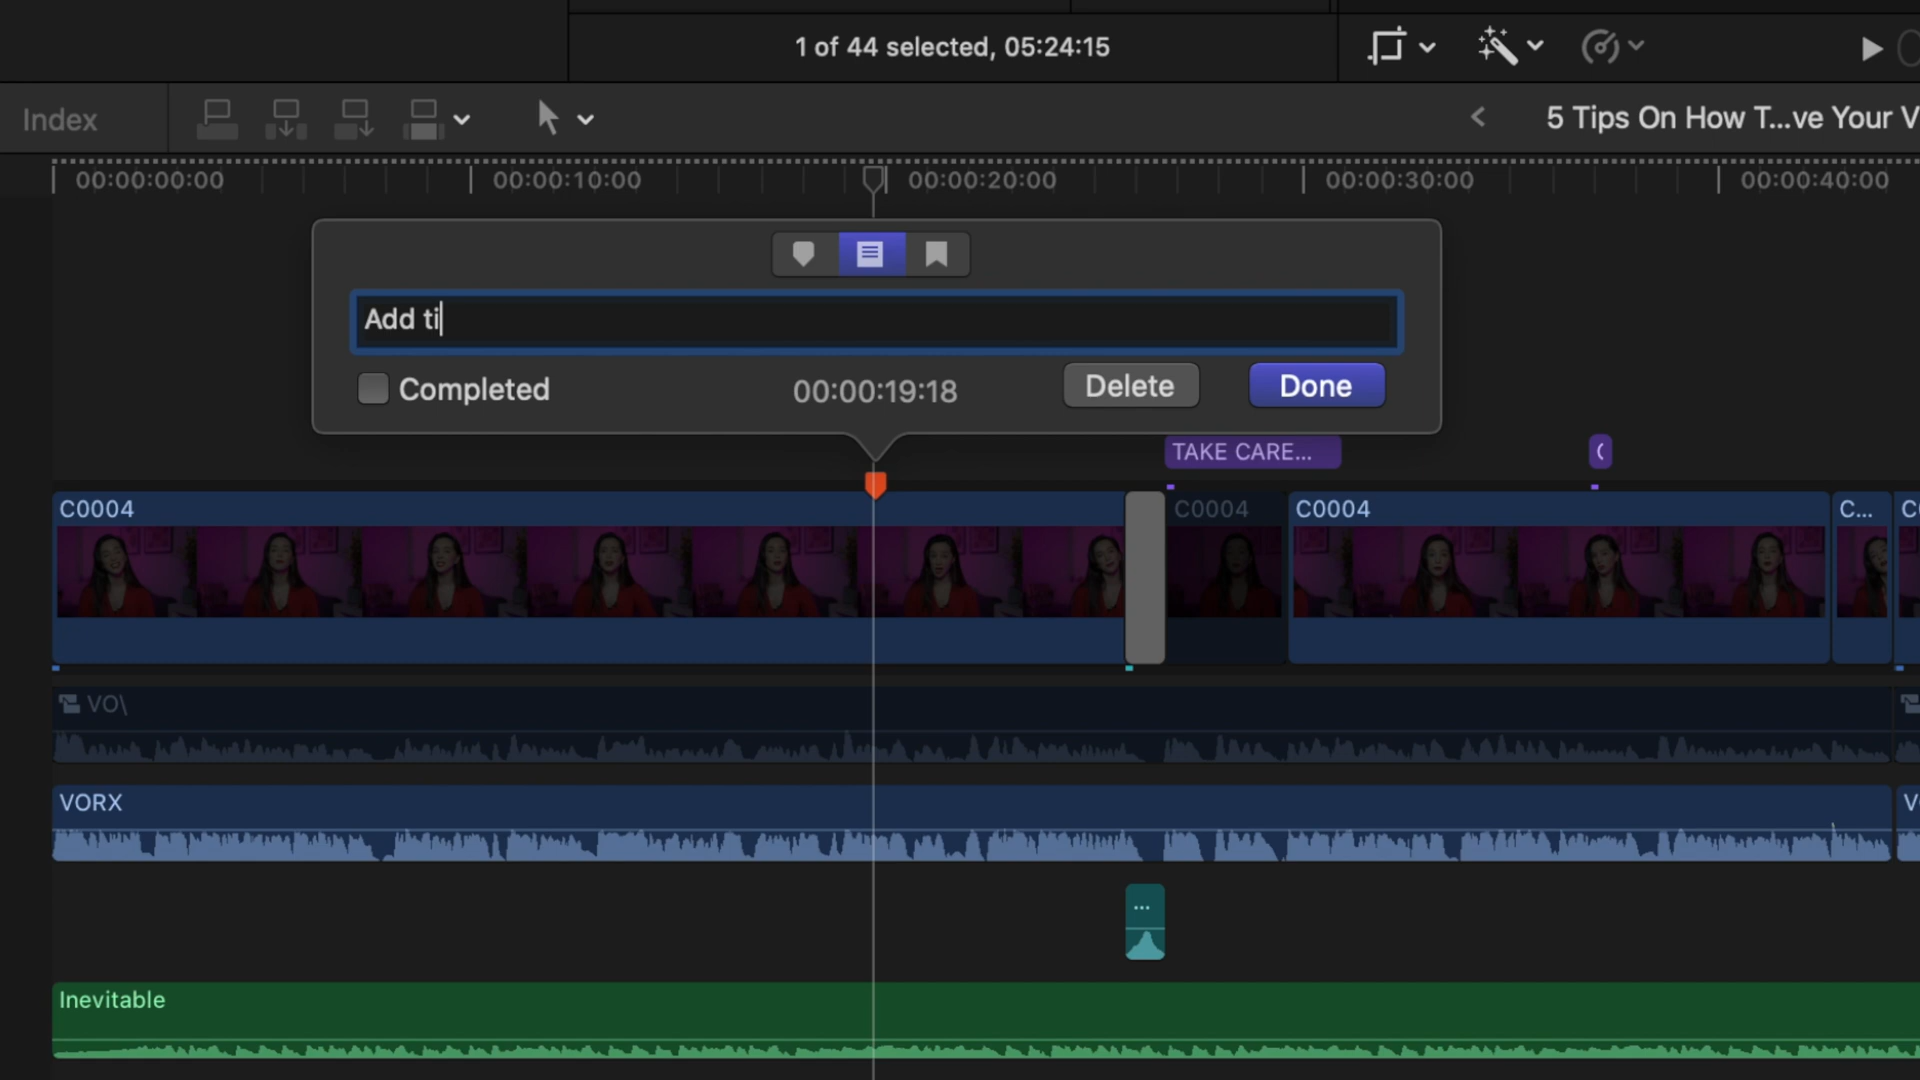 1 of 44 selected, 05:24:15
Index
5 Tips On How T...ve Your V
00:00:00:00
00:00:10:00
00:00:20:00
00:00:30:00
00:00:40:00
Add ti
Completed
00:00:19:18
Delete
Done
TAKE CARE...
C0004
C0004
C0004
C...
VO\
VORX
...
Inevitable